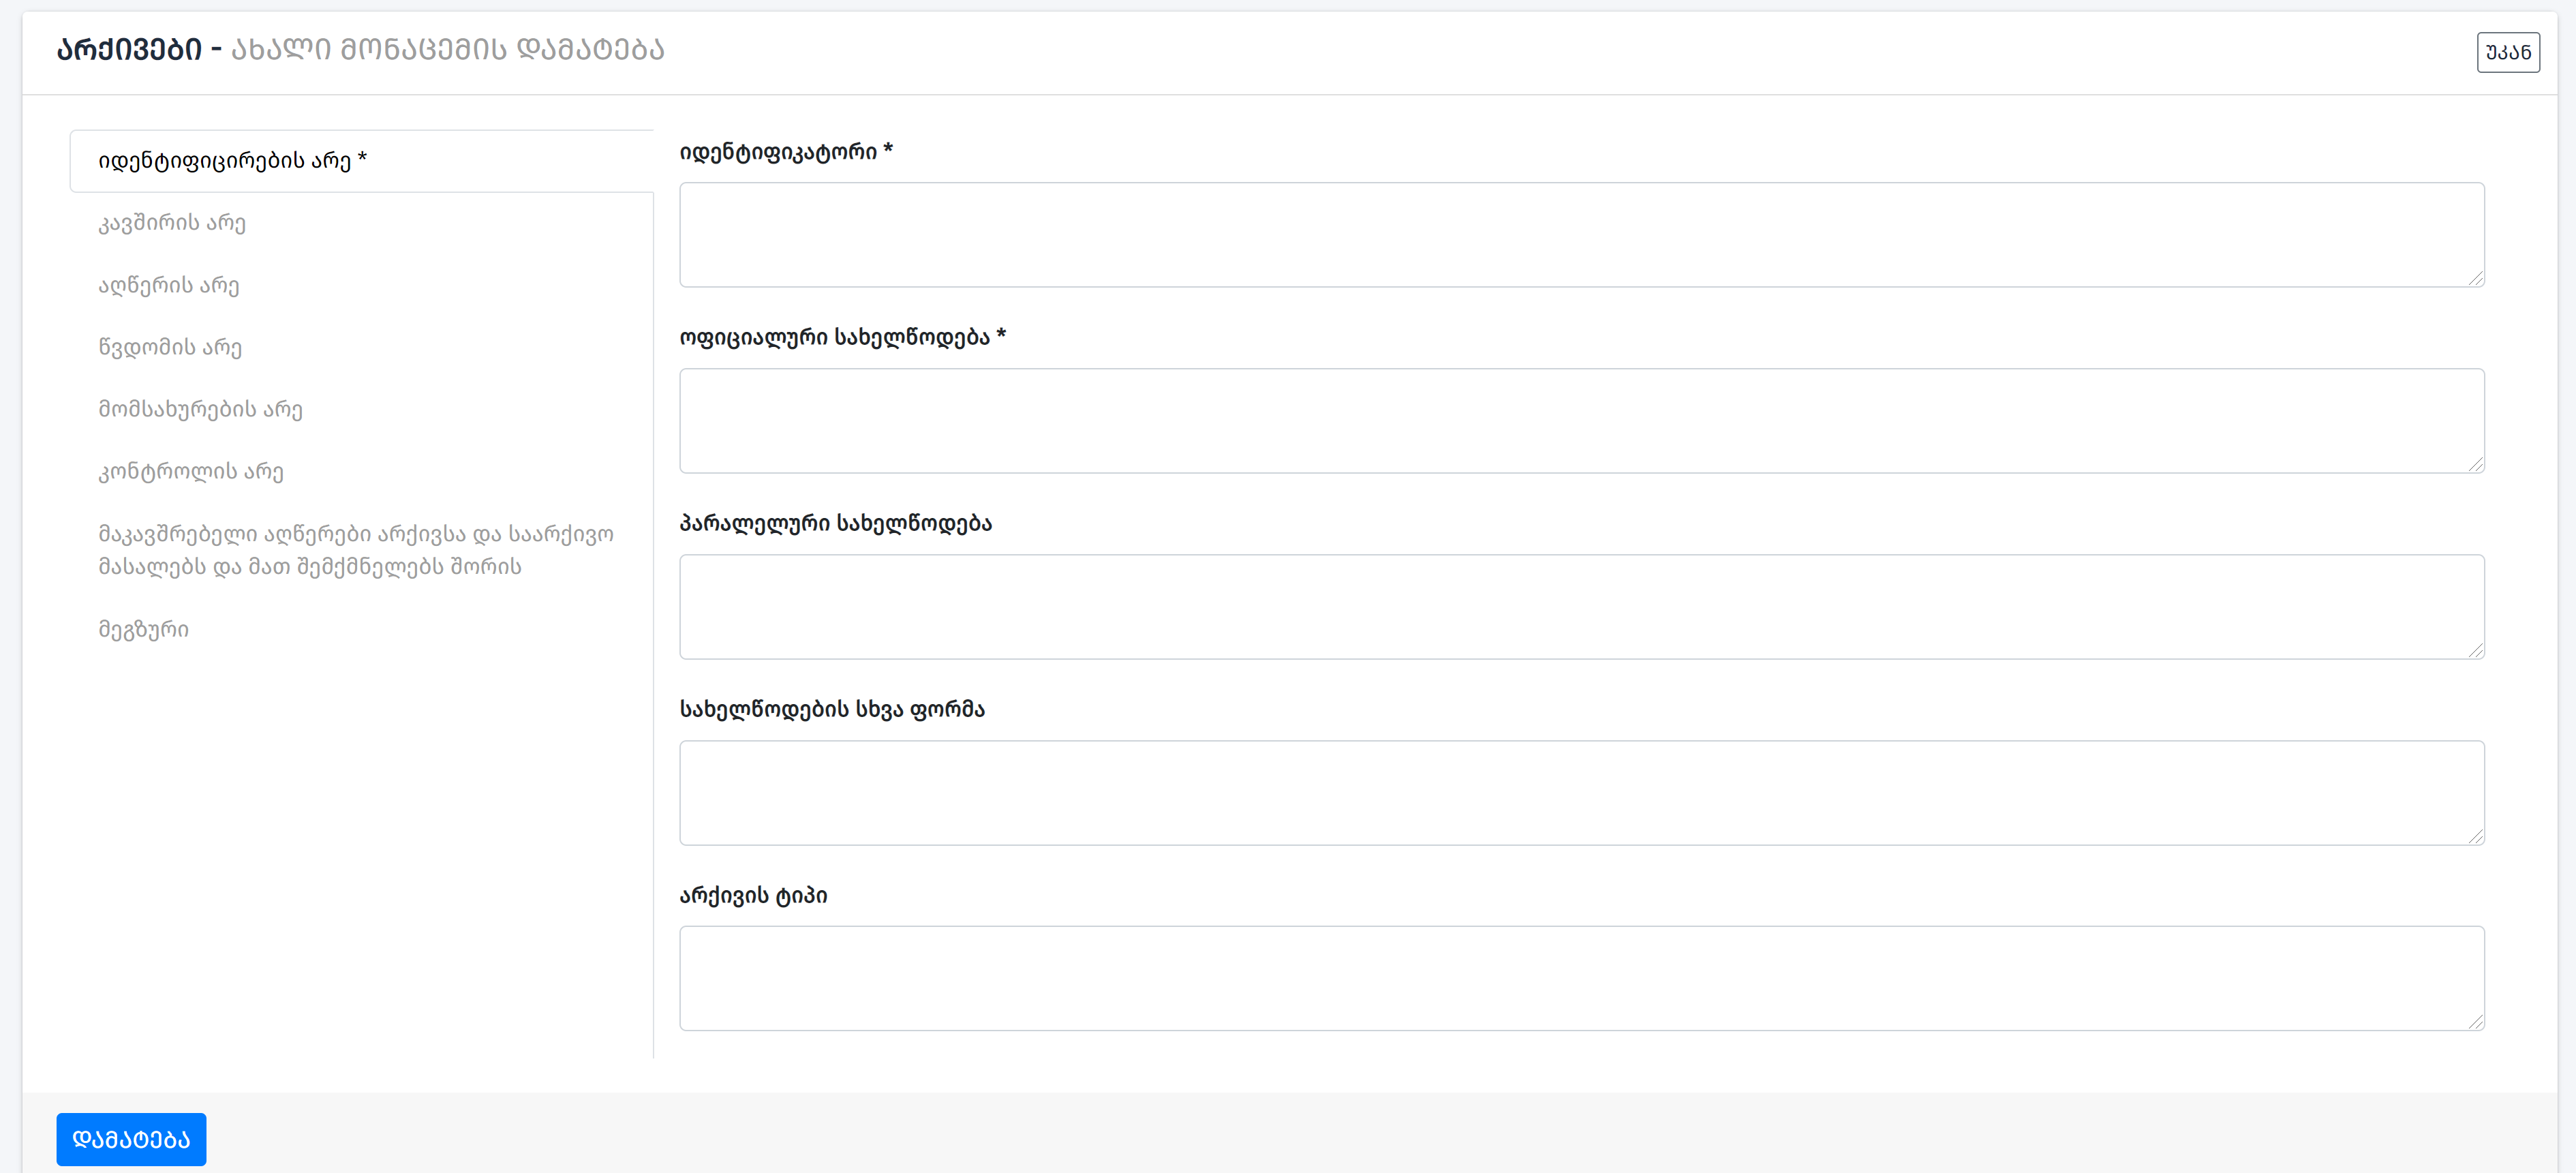 არქივები - ახალი მონაცემის დამატება
უკან
იდენტიფიცირების არე *
კავშირის არე
აღწერის არე
წვდომის არე
მომსახურების არე
კონტროლის არე
მაკავშრებელი აღწერები არქივსა და საარქივო
მასალებს და მათ შემქმნელებს შორის
მეგზური
იდენტიფიკატორი *
ოფიციალური სახელწოდება *
პარალელური სახელწოდება
სახელწოდების სხვა ფორმა
არქივის ტიპი
დამატება